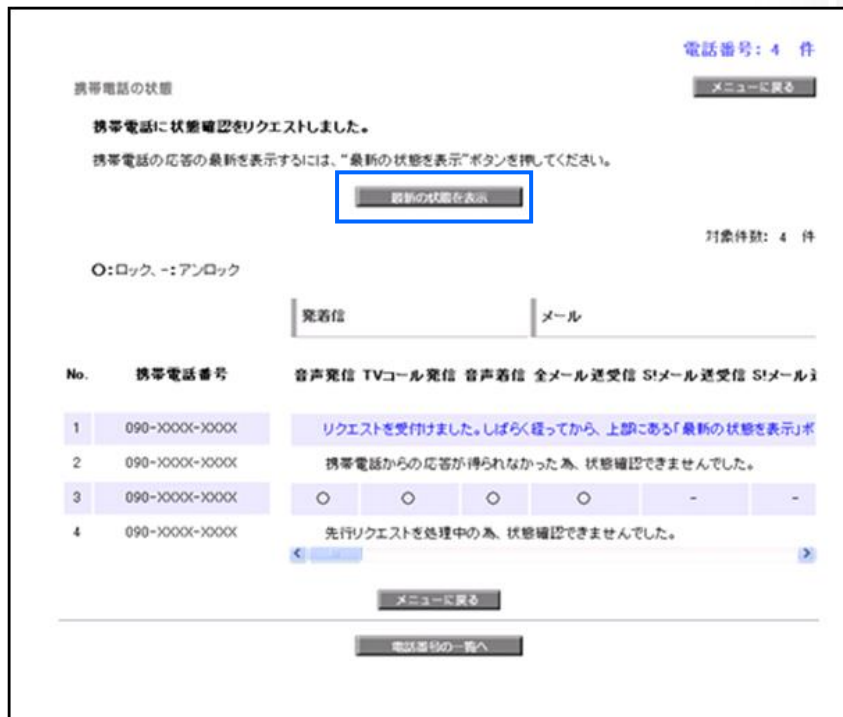 電話番号: 4 件
携帯電話の状態
メニューに戻る
携帯電話に状態確認をリクエストしました。
携帯電話の応答の最新を表示するには、“最新の状態を表示”ボタンを押してください。
最新の状態を表示
対象件数: 4 件
○:ロック、-:アンロック
発着信 メール
No. 携帯電話番号 音声発信 TVコール発信 音声着信 全メール送受信 S!メール送受信 S!メール送
1 090-XXXX-XXXX リクエストを受付けました。しばらく経ってから、上部にある「最新の状態を表示」ボ
2 090-XXXX-XXXX 携帯電話からの応答が得られなかった為、状態確認できませんでした。
3 090-XXXX-XXXX ○ ○ ○ ○ - -
4 090-XXXX-XXXX 先行リクエストを処理中の為、状態確認できませんでした。
メニューに戻る
電話番号の一覧へ